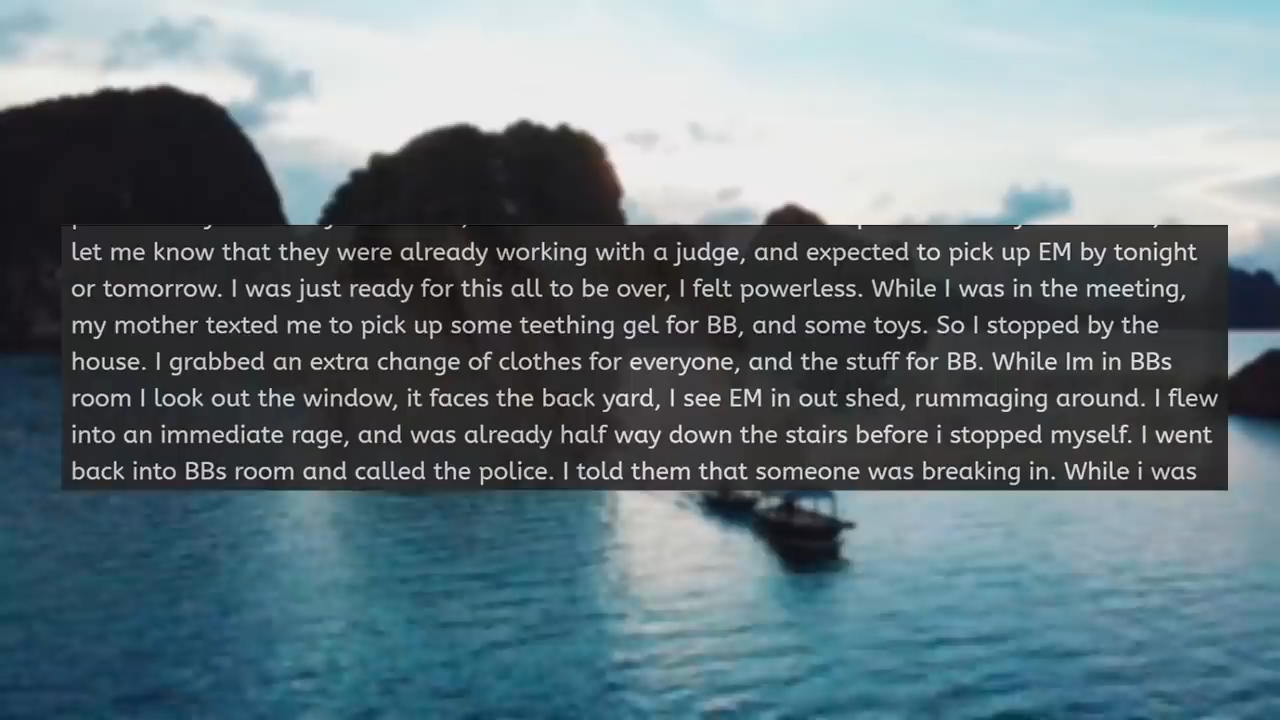 let me know that they were already working with a judge, and expected to pick up EM by tonight
or tomorrow. I was just ready for this all to be over, I felt powerless. While I was in the meeting,
my mother texted me to pick up some teething gel for BB, and some toys. So I stopped by the
house. I grabbed an extra change of clothes for everyone, and the stuff for BB. While Im in BBs
room I look out the window, it faces the back yard, I see EM in out shed, rummaging around. I flew
into an immediate rage, and was already half way down the stairs before i stopped myself. I went
back into BBs room and called the police. I told them that someone was breaking in. While i was